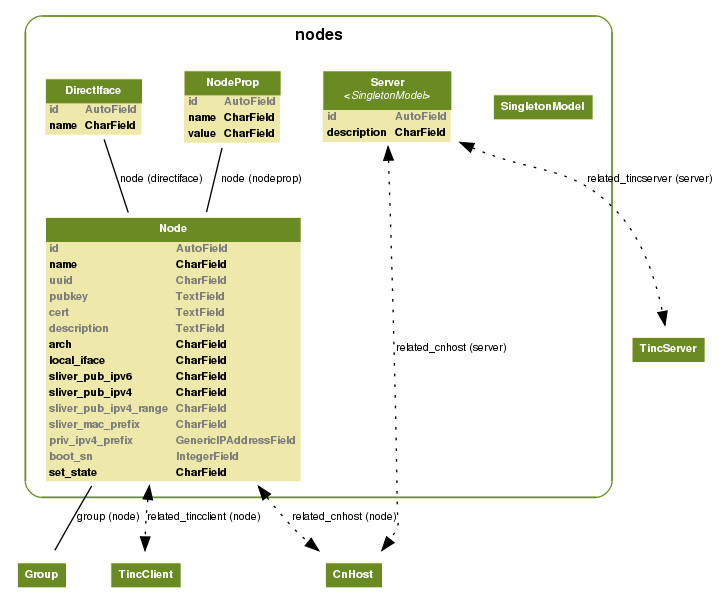 nodes
DirectIface
id AutoField
name CharField
NodeProp
id AutoField
name CharField
value CharField
Server
<SingletonModel>
id AutoField
description CharField
SingletonModel
node (directiface)
node (nodeprop)
related_tincserver (server)
Node
id AutoField
name CharField
uuid CharField
pubkey TextField
cert TextField
description TextField
arch CharField
local_iface CharField
sliver_pub_ipv6 CharField
sliver_pub_ipv4 CharField
sliver_pub_ipv4_range CharField
sliver_mac_prefix CharField
priv_ipv4_prefix GenericIPAddressField
boot_sn IntegerField
set_state CharField
related_cnhost (server)
TincServer
group (node)
related_tincclient (node)
related_cnhost (node)
Group
TincClient
CnHost